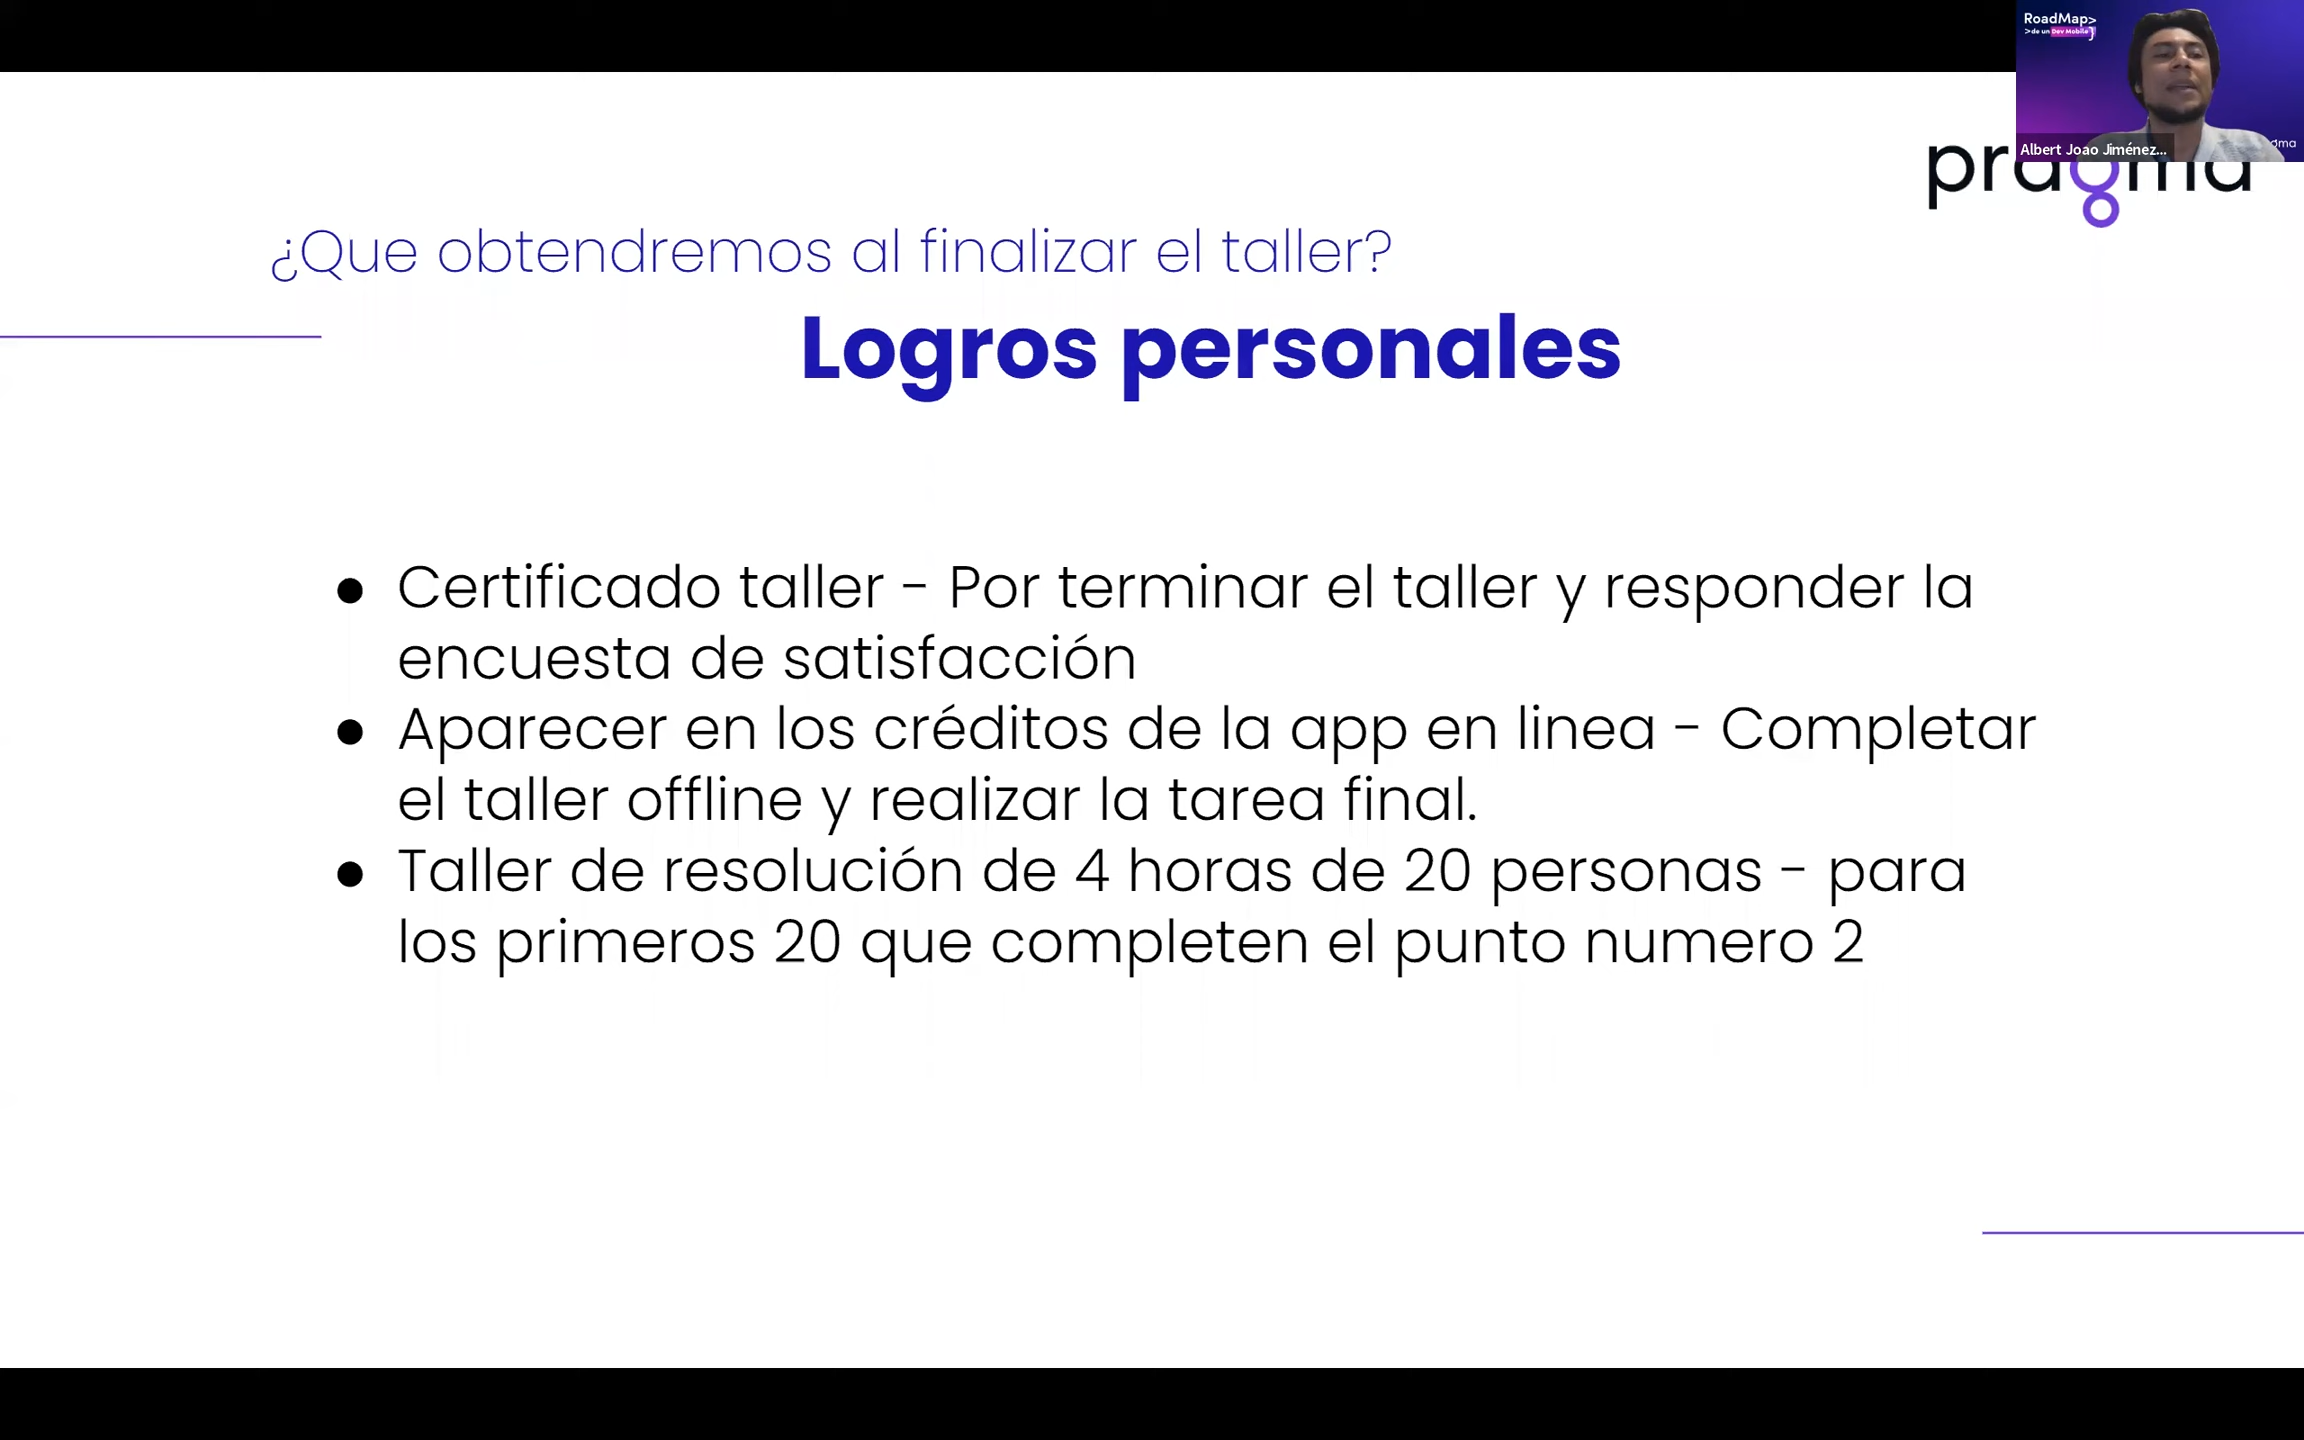 RoadMap>
>de un Dev Mobile }
Albert Joao Jiménez...
pragma
¿Que obtendremos al finalizar el taller?
Logros personales
● Certificado taller - Por terminar el taller y responder la
encuesta de satisfacción
● Aparecer en los créditos de la app en linea - Completar
el taller offline y realizar la tarea final.
● Taller de resolución de 4 horas de 20 personas - para
los primeros 20 que completen el punto numero 2